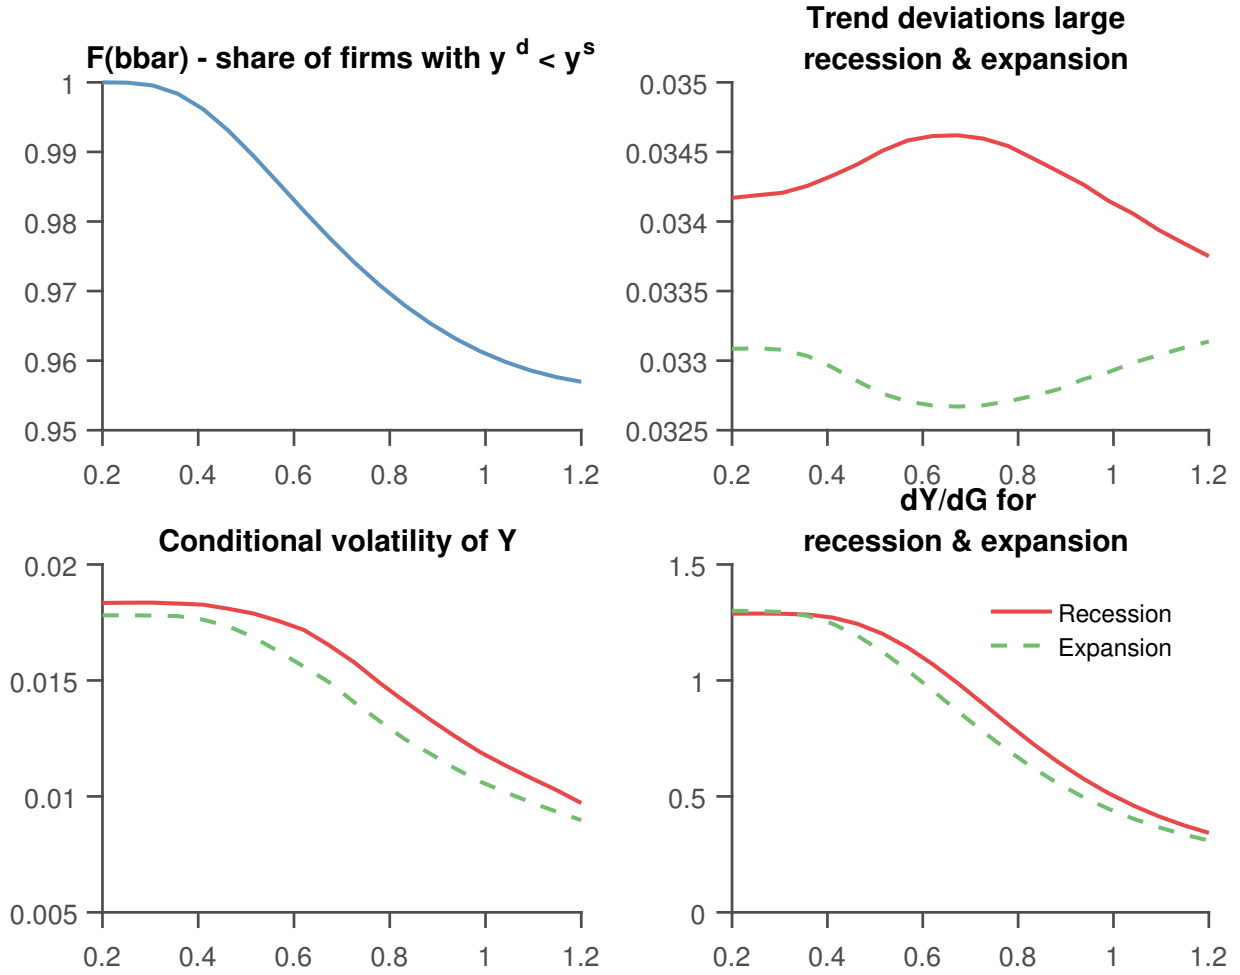 F(bbar) - share of firms with y d < ys
1
0.99
0.98
0.97
0.96
0.95
0.2 0.4 0.6 0.8 1 1.2
Trend deviations large
recession & expansion
0.035
0.0345
0.034
0.0335
0.033
0.0325
0.2 0.4 0.6 0.8 1 1.2
Conditional volatility of Y
0.02
0.015
0.01
0.005
0.2 0.4 0.6 0.8 1 1.2
dY/dG for
recession & expansion
1.5
1
0.5
0
Recession
Expansion
0.2 0.4 0.6 0.8 1 1.2